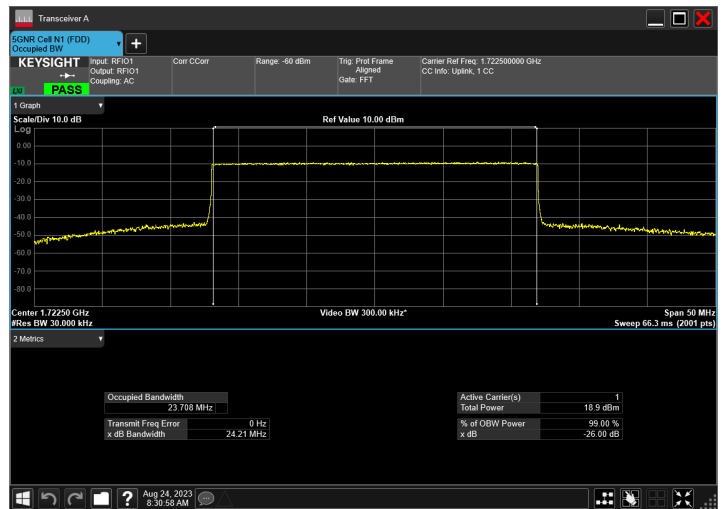 Transceiver A
5GNR Cell N1 (FDD)
Occupied BW
KEYSIGHT
LXI
PASS
Input: RFIO1
Output: RFIO1
Coupling: AC
Corr CCorr
Range: -60 dBm
Trig: Prot Frame
Aligned
Gate: FFT
Carrier Ref Freq: 1.722500000 GHz
CC Info: Uplink, 1 CC
1 Graph
Scale/Div 10.0 dB
Ref Value 10.00 dBm
Log
0.00
-10.0
-20.0
-30.0
-40.0
-50.0
-60.0
-70.0
-80.0
Center 1.72250 GHz
Video BW 300.00 kHz*
Span 50 MHz
#Res BW 30.000 kHz
Sweep 66.3 ms (2001 pts)
2 Metrics
Occupied Bandwidth
23.708 MHz
Transmit Freq Error 0 Hz
x dB Bandwidth 24.21 MHz
Active Carrier(s) 1
Total Power 18.9 dBm
% of OBW Power 99.00 %
x dB -26.00 dB
Aug 24, 2023
8:30:58 AM